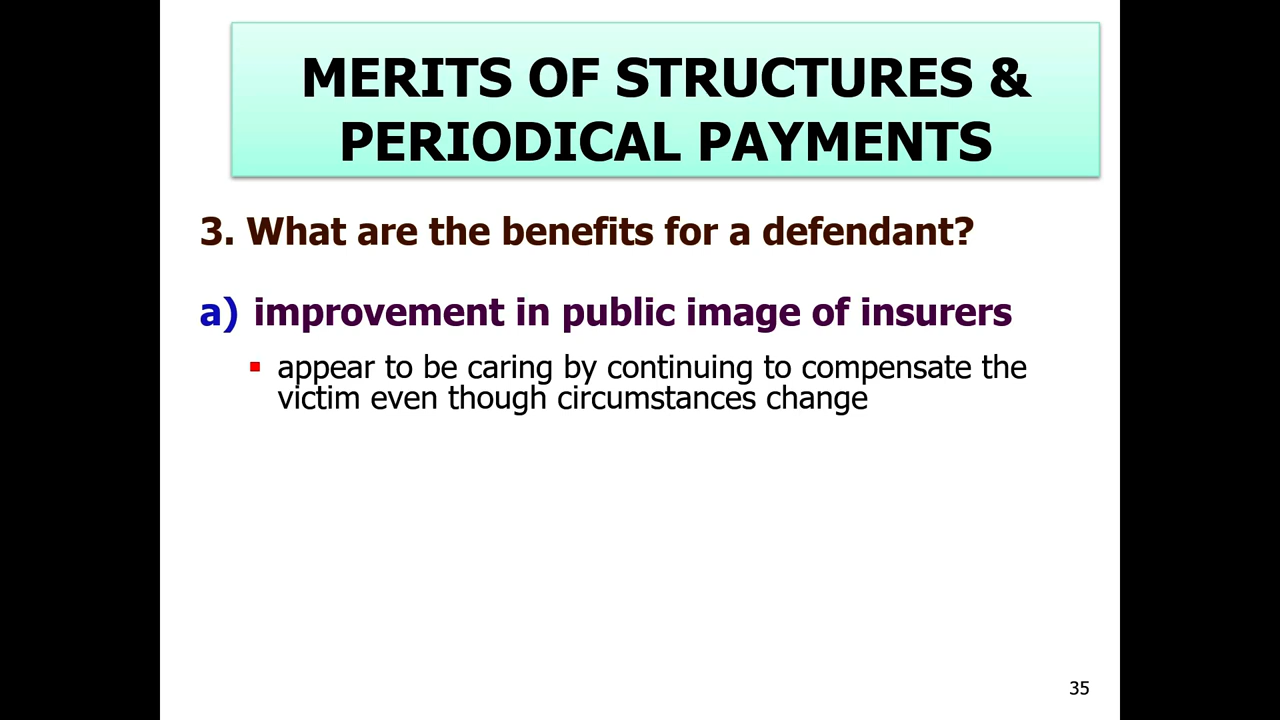 MERITS OF STRUCTURES &
PERIODICAL PAYMENTS
3. What are the benefits for a defendant?
a) improvement in public image of insurers
▪ appear to be caring by continuing to compensate the
victim even though circumstances change
35